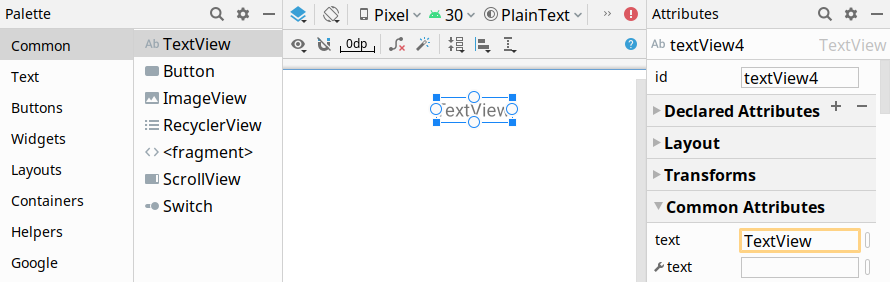 Palette
Common
Text
Buttons
Widgets
Layouts
Containers
Helpers
Google
Ab TextView
Button
ImageView
RecyclerView
<> <fragment>
ScrollView
Switch
Pixel 30 PlainText » !
0dp ?
TextView
Attributes
Ab textView4 TextView
id textView4
Declared Attributes + −
Layout
Transforms
Common Attributes
text TextView
text